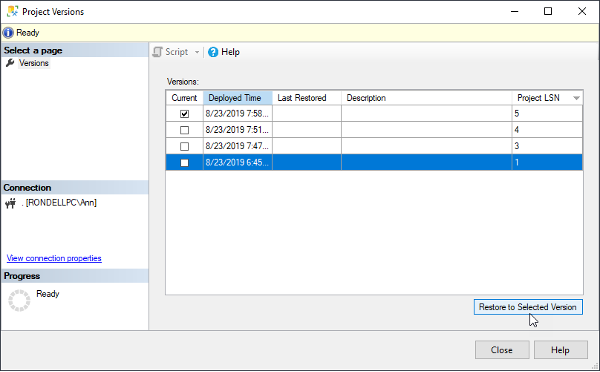 Project Versions
Ready
Select a page
Versions
Script
Help
Versions:
Current Deployed Time Last Restored Description Project LSN
8/23/2019 7:58... 5
8/23/2019 7:51... 4
8/23/2019 7:47... 3
8/23/2019 6:45... 1
Connection
. [RONDELLPC\Ann]
View connection properties
Progress
Ready
Restore to Selected Version
Close
Help